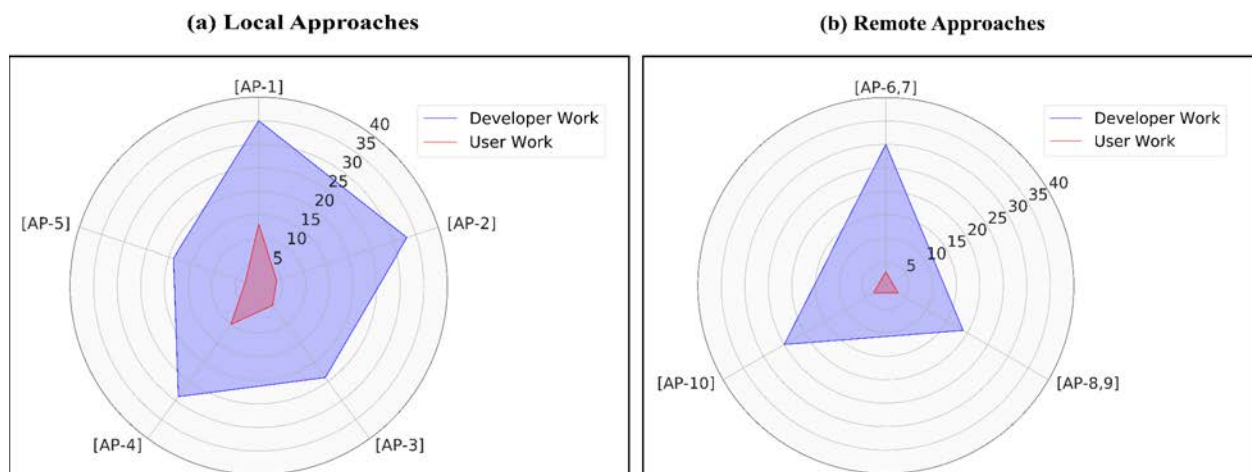 (a) Local Approaches
[AP-1]
Developer Work
User Work
40
35
30
25
20
15
10
5
[AP-2]
[AP-5]
[AP-4]
[AP-3]
(b) Remote Approaches
[AP-6,7]
Developer Work
User Work
40
35
30
25
20
15
10
5
[AP-10]
[AP-8,9]